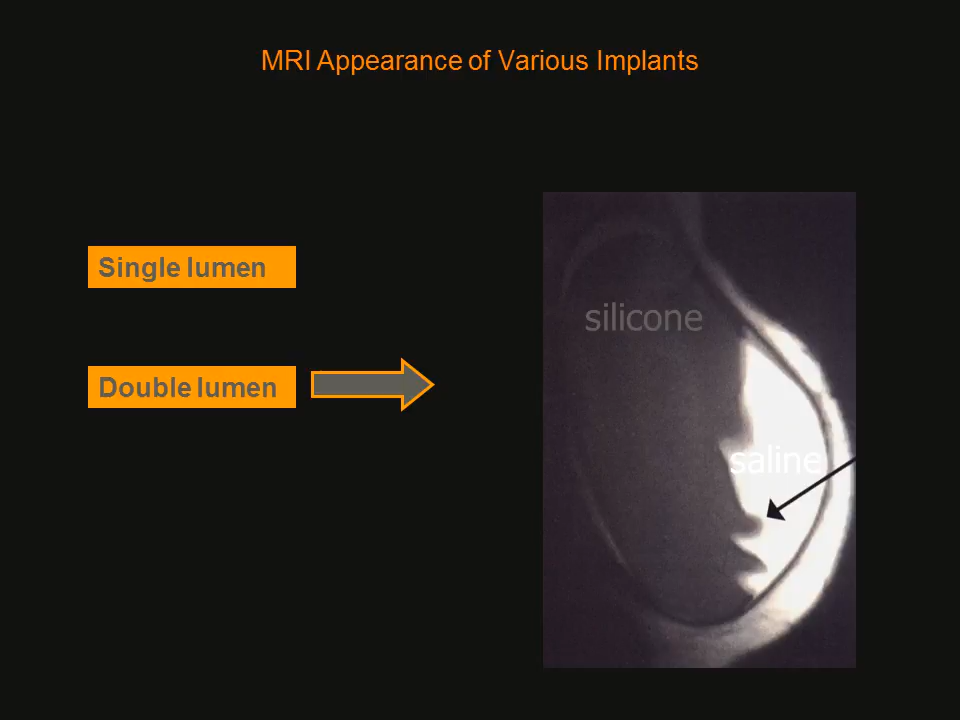 MRI Appearance of Various Implants
Single lumen
silicone
Double lumen
saline